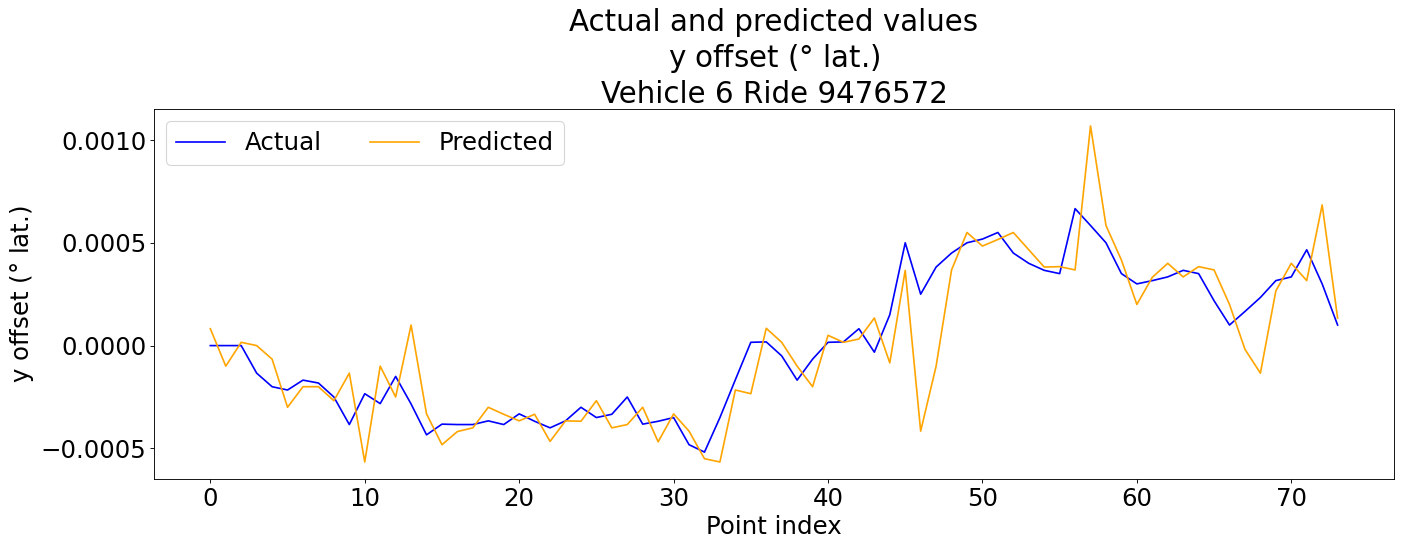 Actual and predicted values
y offset (° lat.)
Vehicle 6 Ride 9476572
Actual
Predicted
y offset (° lat.)
0.0010
0.0005
0.0000
−0.0005
0
10
20
30
40
50
60
70
Point index